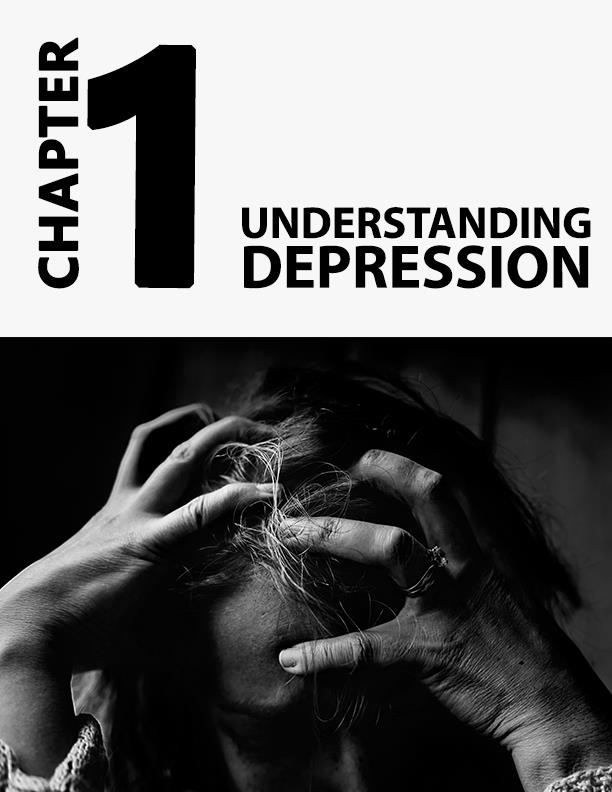 CHAPTER
1
UNDERSTANDING
DEPRESSION